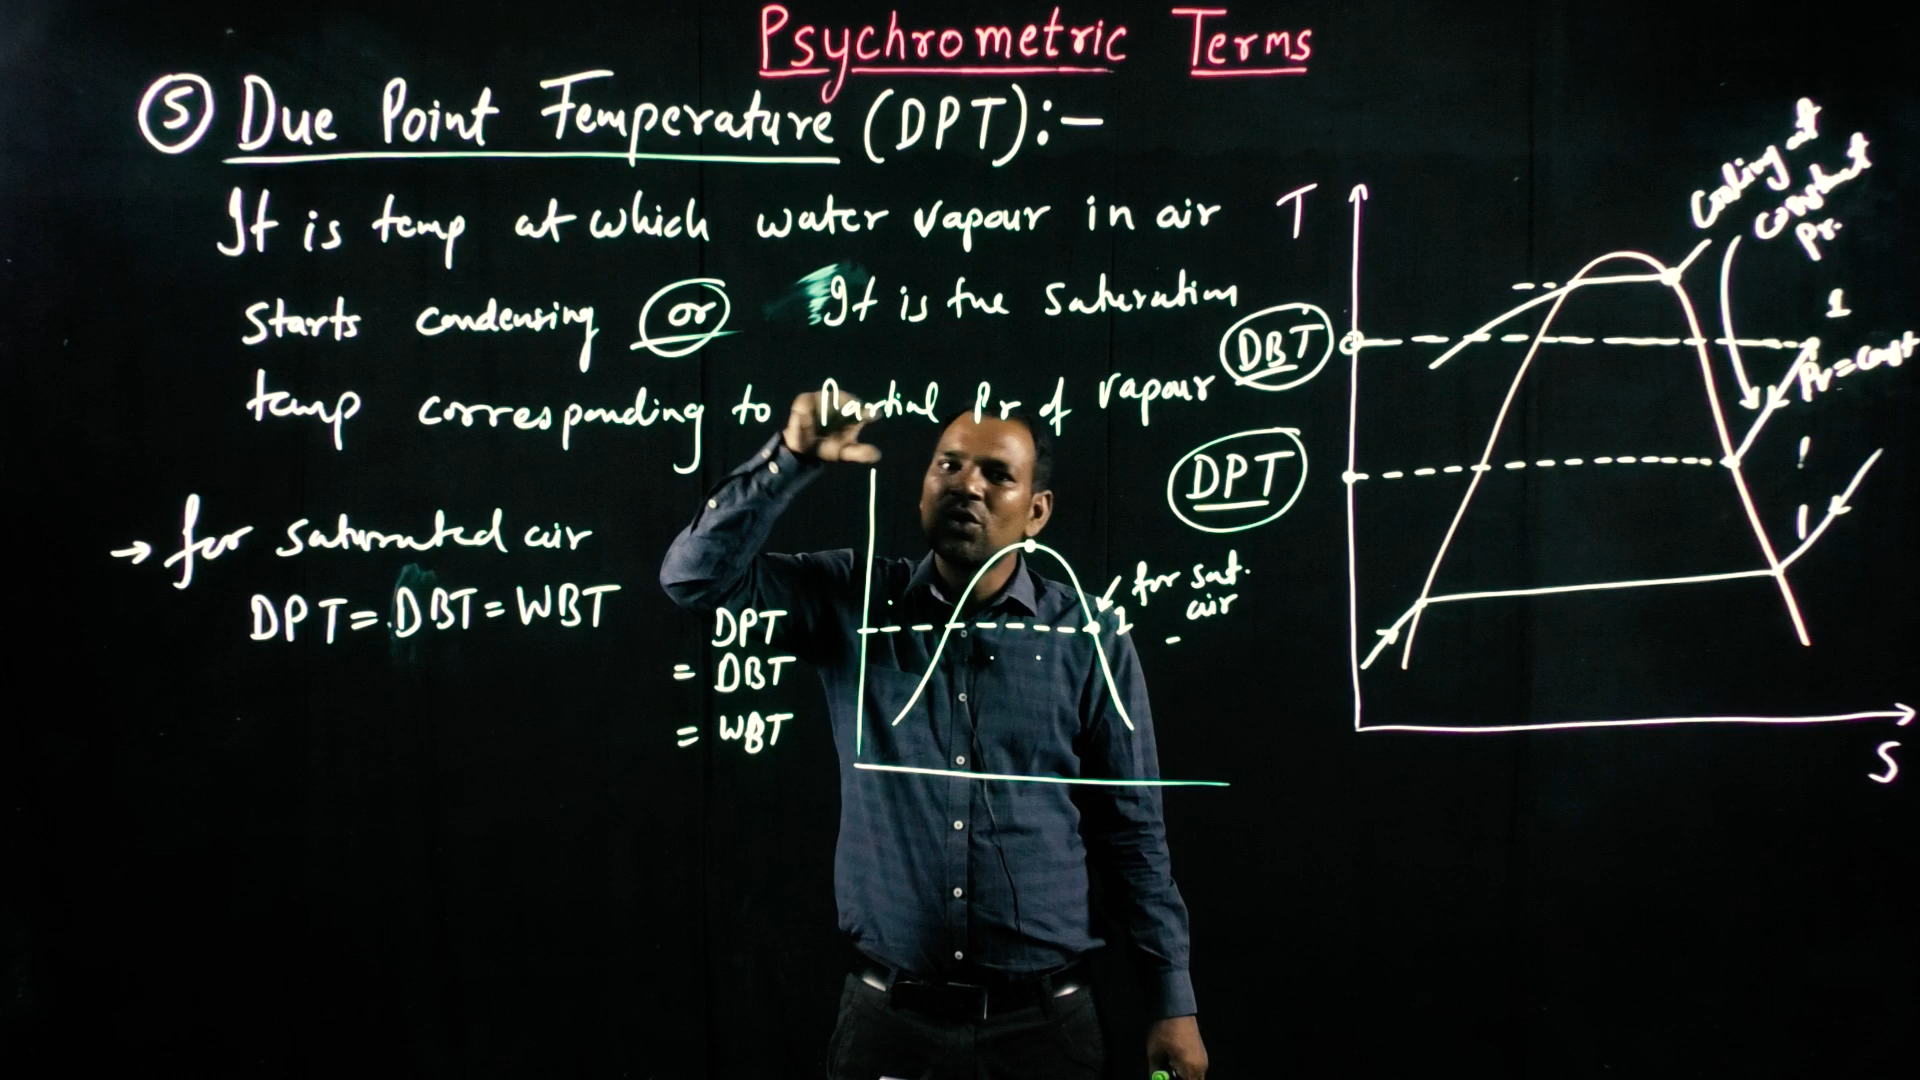 Psychrometric Terms
⑤ Due Point Temperature (DPT):-
It is temp at which water vapour in air
Starts condensing or It is the Saturation
temp corresponding to Partial Pr of vapour
→ for saturated air
DPT = DBT = WBT
DPT
= DBT
= WBT
for sat.
air
1
T
Cooling at
constant
pr.
1
DBT
Pv = const
DPT
S